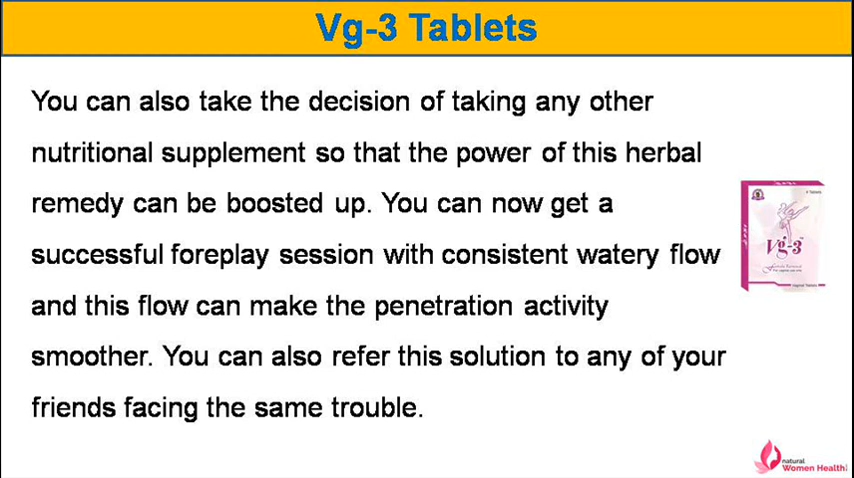 Vg-3 Tablets
You can also take the decision of taking any other
nutritional supplement so that the power of this herbal
remedy can be boosted up. You can now get a
successful foreplay session with consistent watery flow
and this flow can make the penetration activity
smoother. You can also refer this solution to any of your
friends facing the same trouble.
Vg-3
natural
Women Health